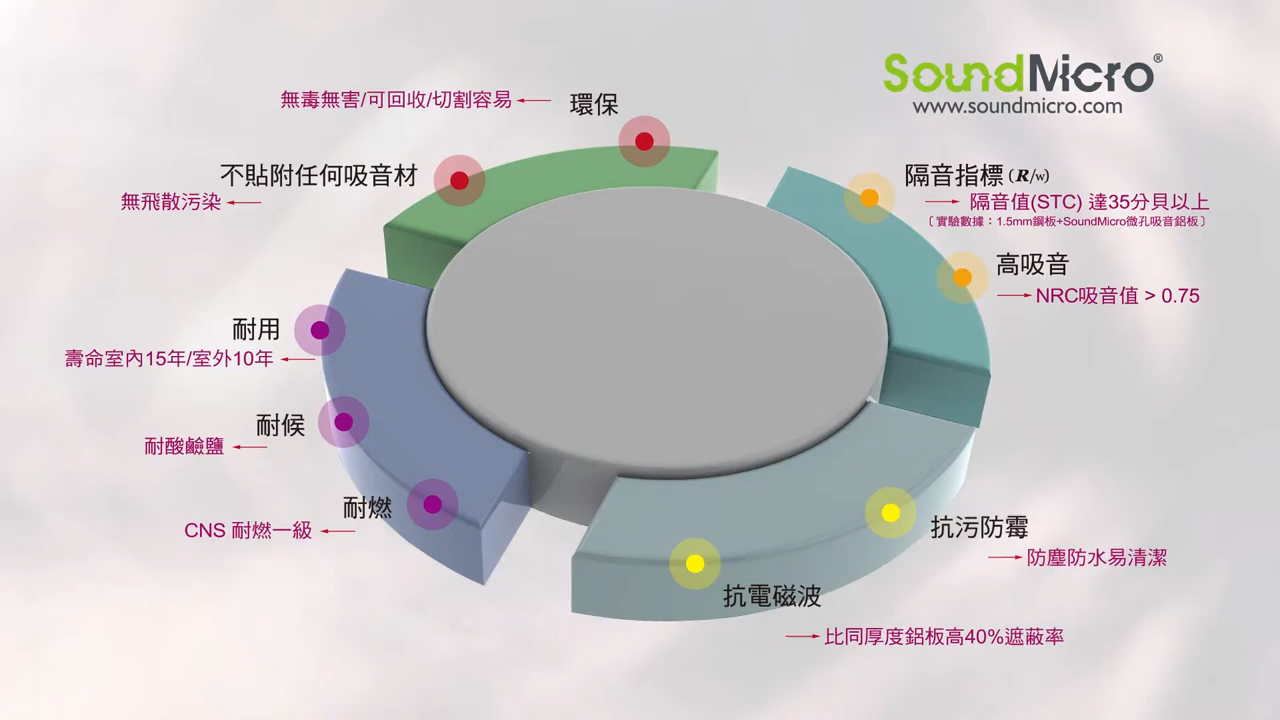 SoundMicro®
www.soundmicro.com
無毒無害/可回收/切割容易
環保
不貼附任何吸音材
無飛散污染
隔音指標 (R/w)
隔音值(STC) 達35分貝以上
〔實驗數據：1.5mm鋼板+SoundMicro微孔吸音鋁板〕
高吸音
NRC吸音值 > 0.75
耐用
壽命室內15年/室外10年
耐候
耐酸鹼鹽
耐燃
CNS 耐燃一級
抗污防霉
防塵防水易清潔
抗電磁波
比同厚度鋁板高40%遮蔽率